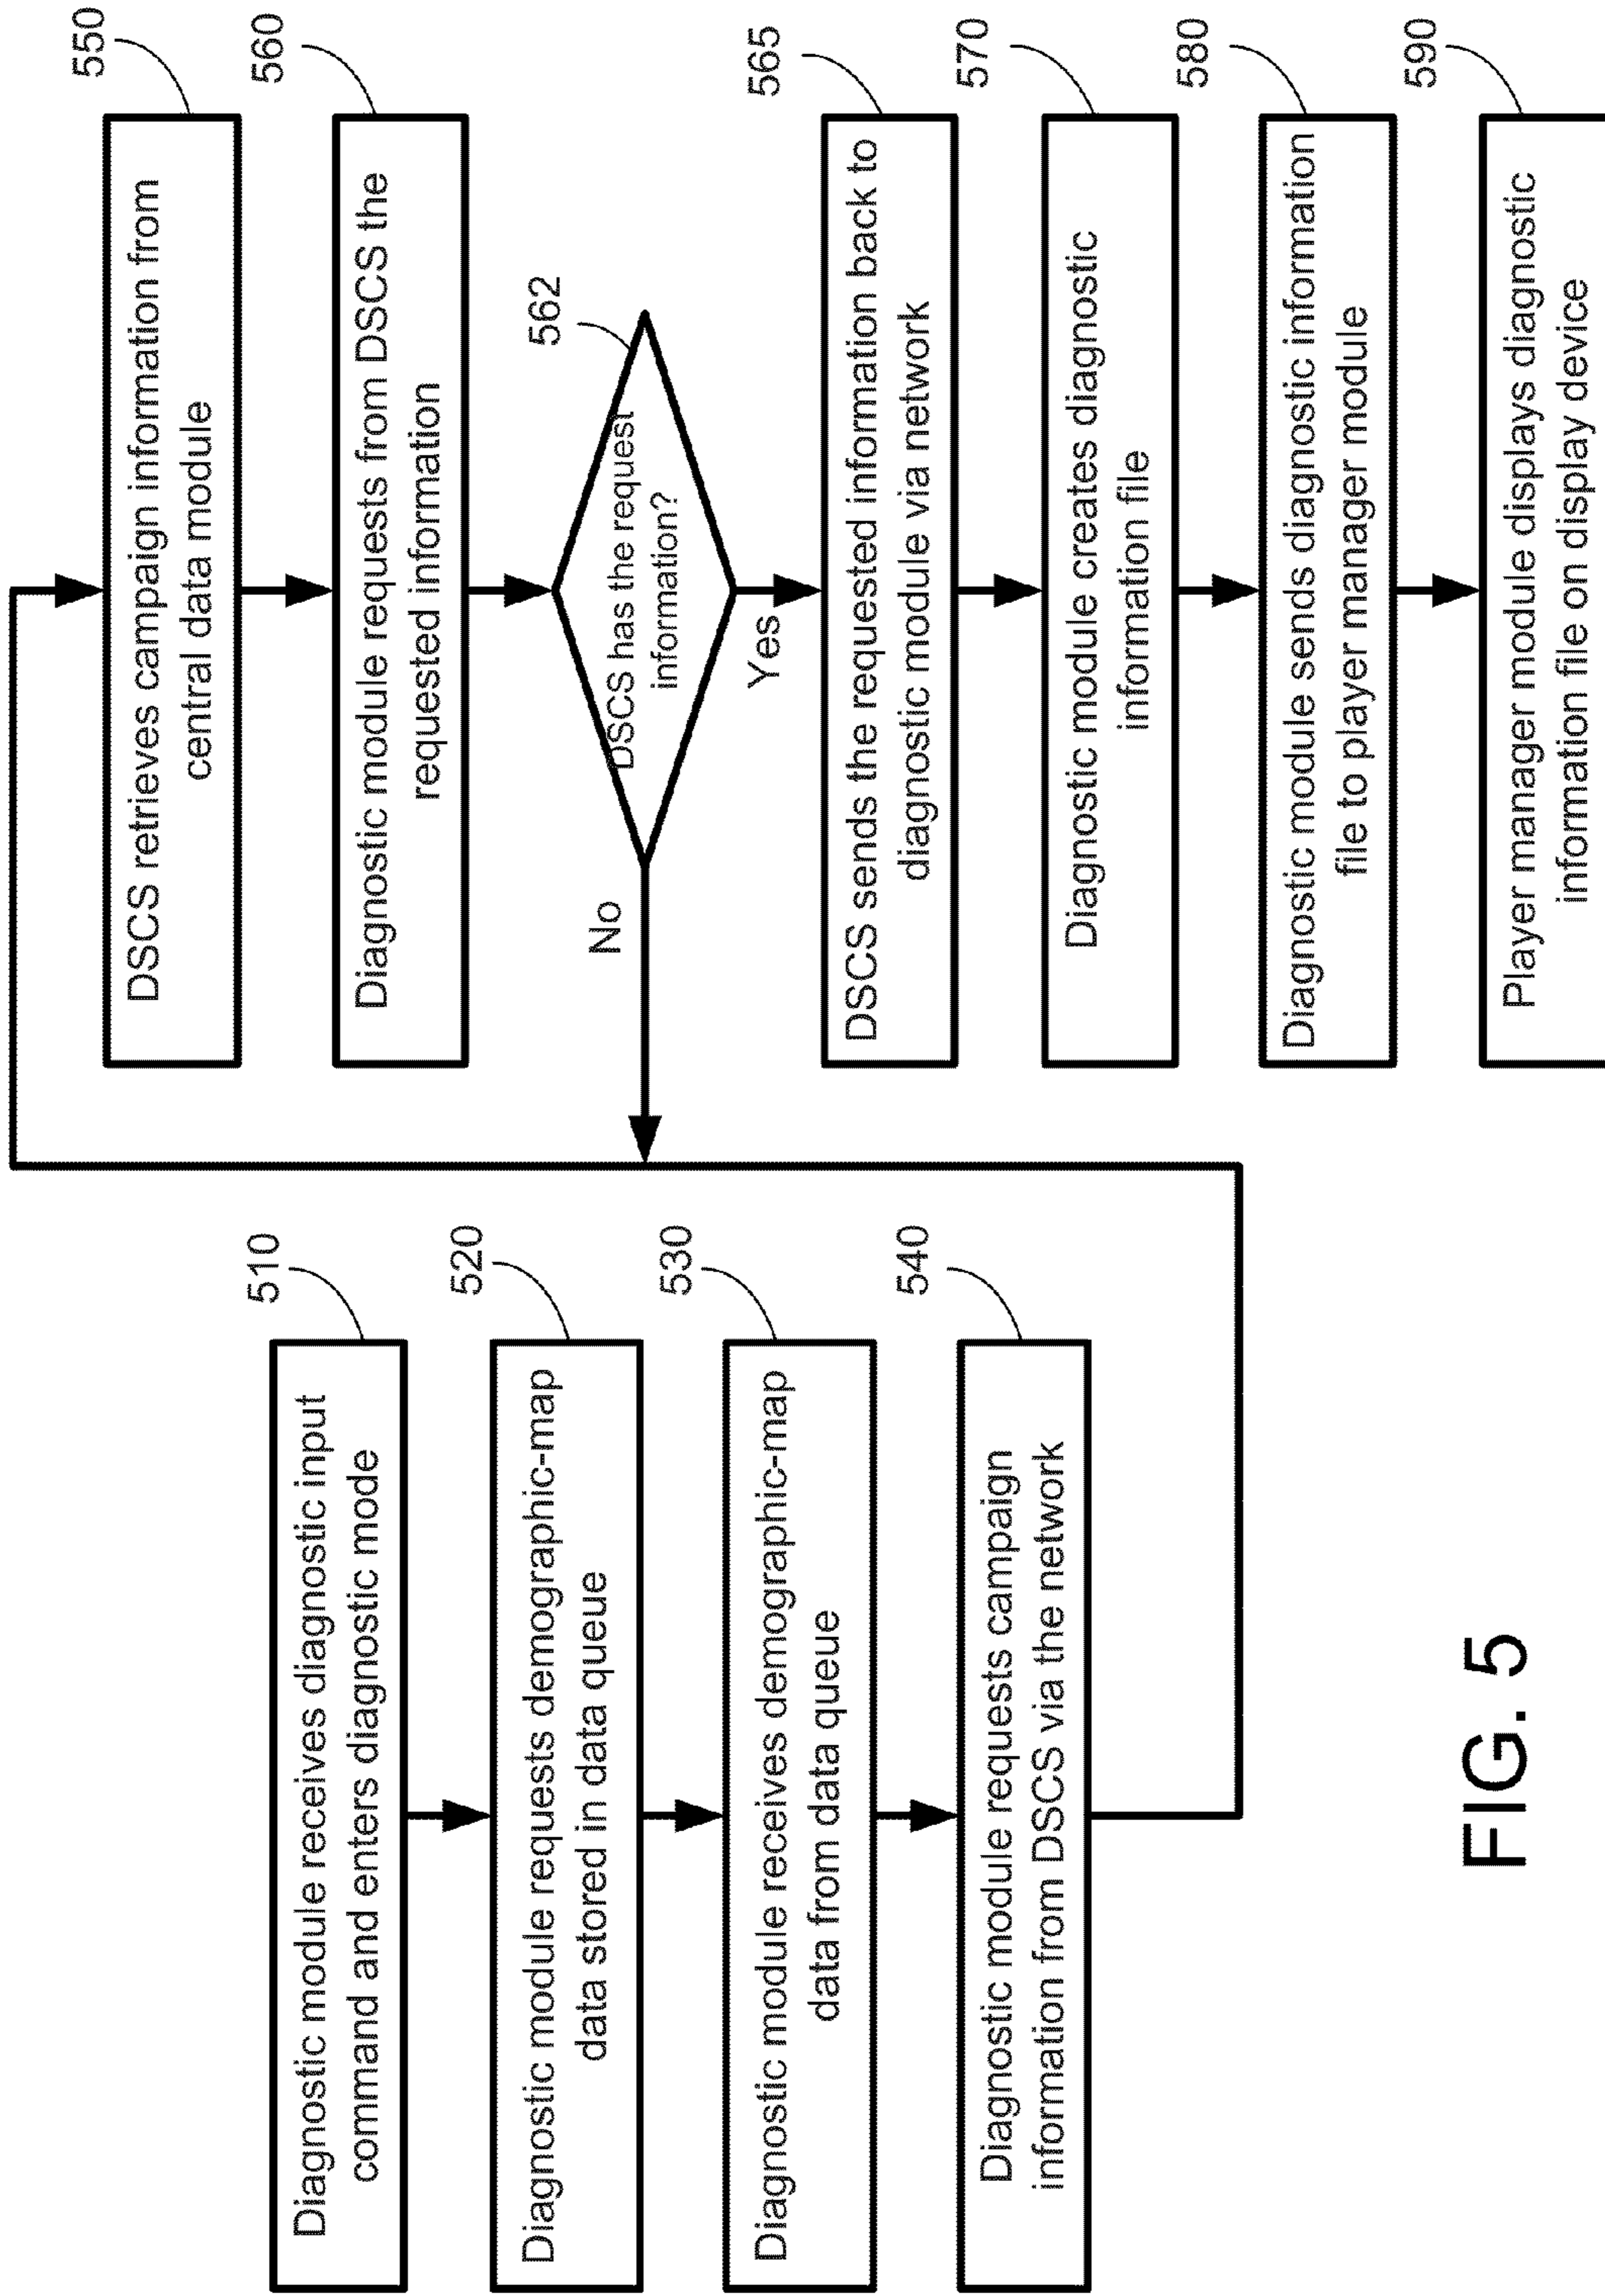 510
Diagnostic module receives diagnostic input
command and enters diagnostic mode
520
Diagnostic module requests demographic-map
data stored in data queue
530
Diagnostic module receives demographic-map
data from data queue
540
Diagnostic module requests campaign
information from DSCS via the network
550
DSCS retrieves campaign information from
central data module
560
Diagnostic module requests from DSCS the
requested information
562
DSCS has the request
information?
No
Yes
565
DSCS sends the requested information back to
diagnostic module via network
570
Diagnostic module creates diagnostic
information file
580
Diagnostic module sends diagnostic information
file to player manager module
590
Player manager module displays diagnostic
information file on display device
FIG. 5